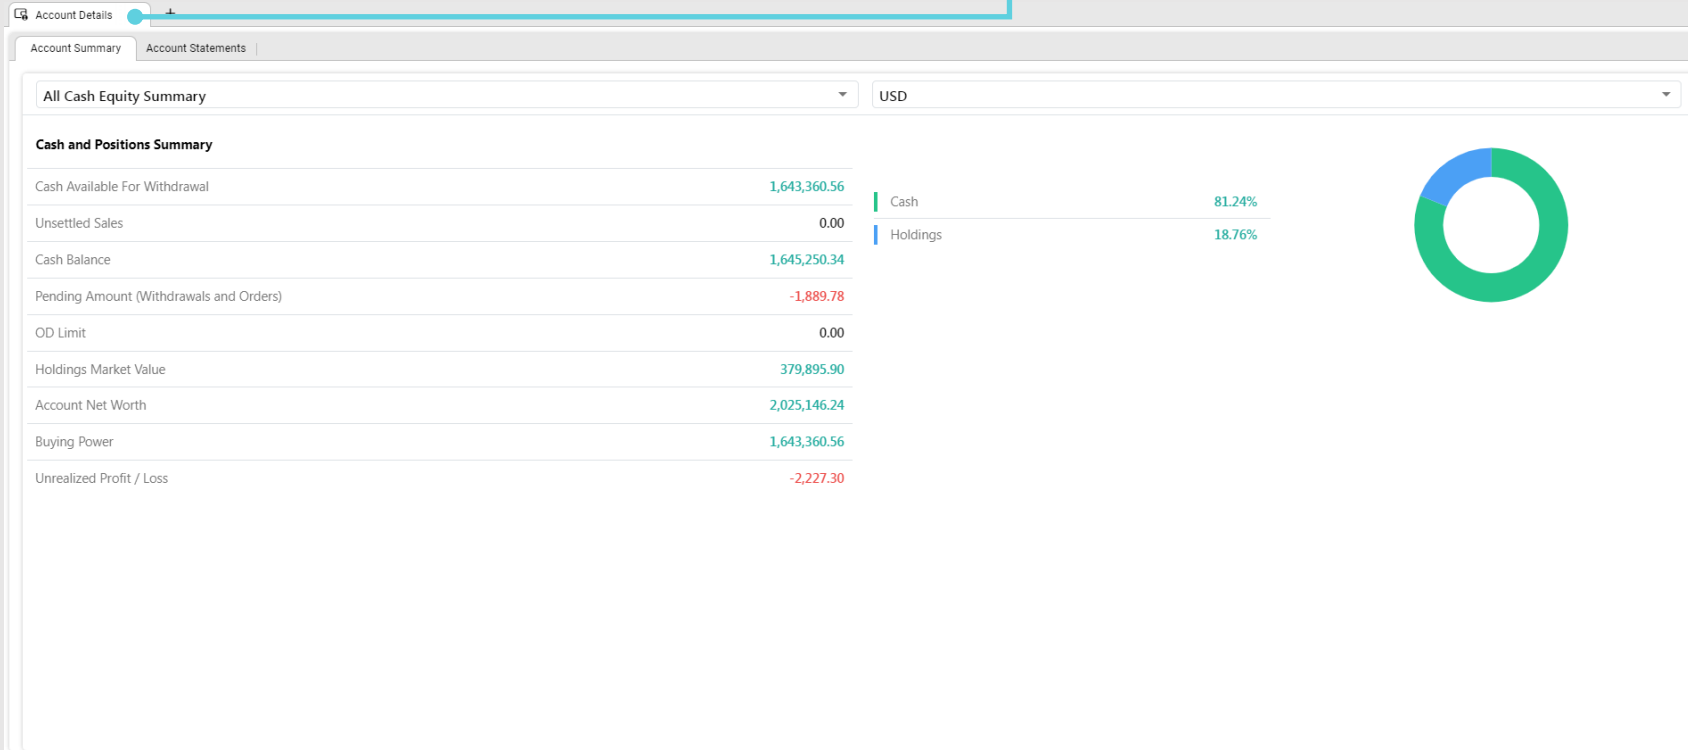 Account Details
+
Account Summary Account Statements
All Cash Equity Summary USD
Cash and Positions Summary
Cash Available For Withdrawal 1,643,360.56
Unsettled Sales 0.00
Cash Balance 1,645,250.34
Pending Amount (Withdrawals and Orders) -1,889.78
OD Limit 0.00
Holdings Market Value 379,895.90
Account Net Worth 2,025,146.24
Buying Power 1,643,360.56
Unrealized Profit / Loss -2,227.30
Cash 81.24%
Holdings 18.76%